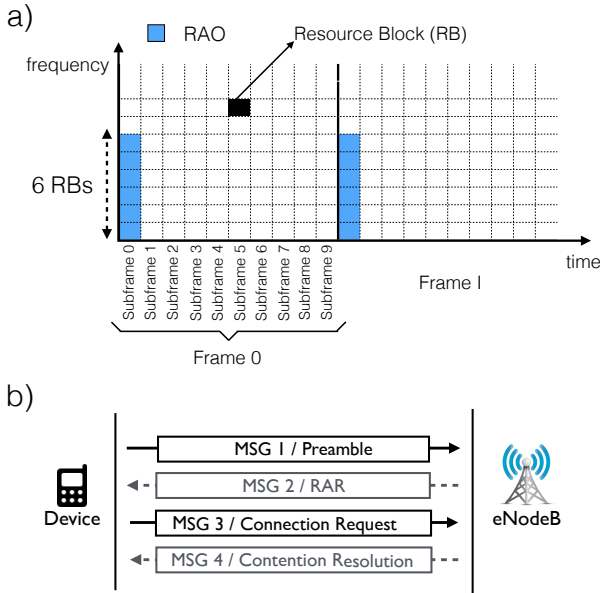 a)
RAO
Resource Block (RB)
frequency
6 RBs
time
Subframe 0
Subframe 1
Subframe 2
Subframe 3
Subframe 4
Subframe 5
Subframe 6
Subframe 7
Subframe 8
Subframe 9
Frame I
Frame 0
b)
MSG 1 / Preamble
MSG 2 / RAR
Device
eNodeB
MSG 3 / Connection Request
MSG 4 / Contention Resolution